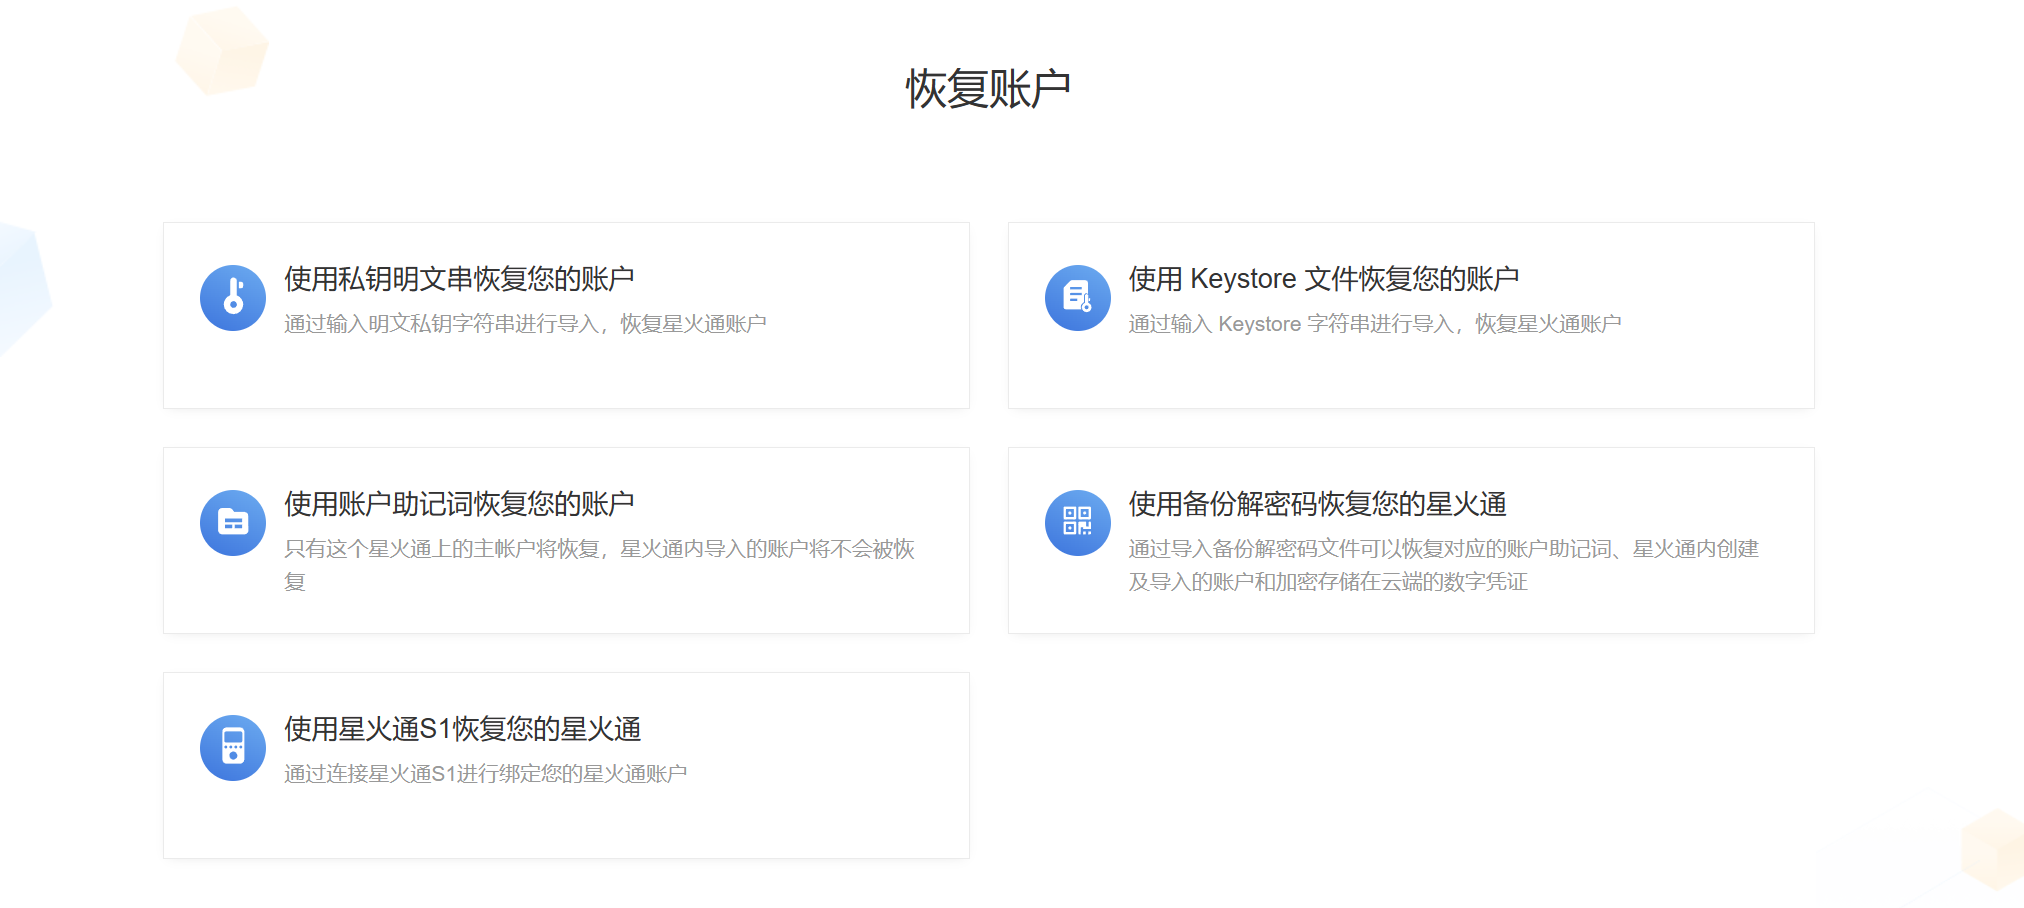 恢复账户
使用私钥明文串恢复您的账户
通过输入明文私钥字符串进行导入，恢复星火通账户
使用 Keystore 文件恢复您的账户
通过输入 Keystore 字符串进行导入，恢复星火通账户
使用账户助记词恢复您的账户
只有这个星火通上的主帐户将恢复，星火通内导入的账户将不会被恢
复
使用备份解密码恢复您的星火通
通过导入备份解密码文件可以恢复对应的账户助记词、星火通内创建
及导入的账户和加密存储在云端的数字凭证
使用星火通S1恢复您的星火通
通过连接星火通S1进行绑定您的星火通账户